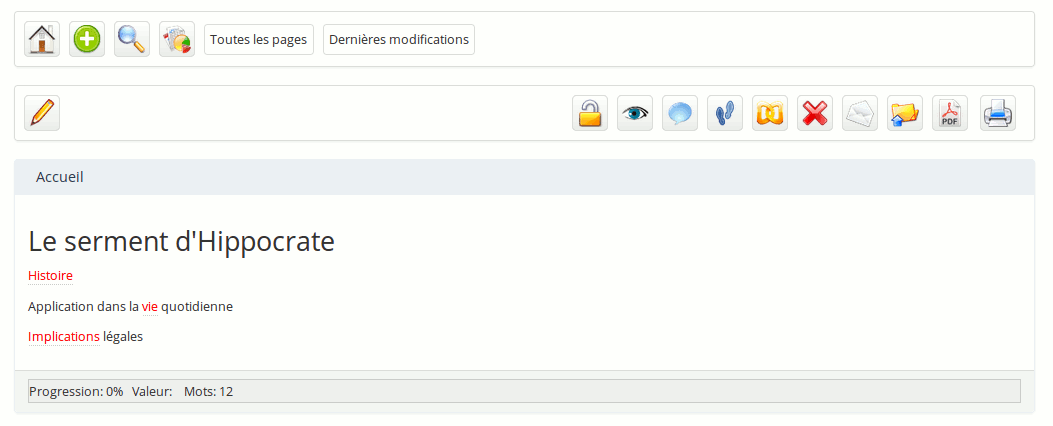 Toutes les pages Dernières modifications
PDF
Accueil
Le serment d'Hippocrate
Histoire
Application dans la vie quotidienne
Implications légales
Progression: 0% Valeur: Mots: 12